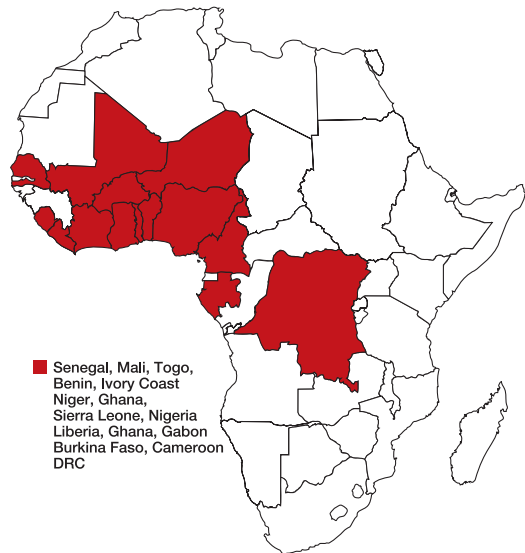 Senegal, Mali, Togo,
Benin, Ivory Coast
Niger, Ghana,
Sierra Leone, Nigeria
Liberia, Ghana, Gabon
Burkina Faso, Cameroon
DRC